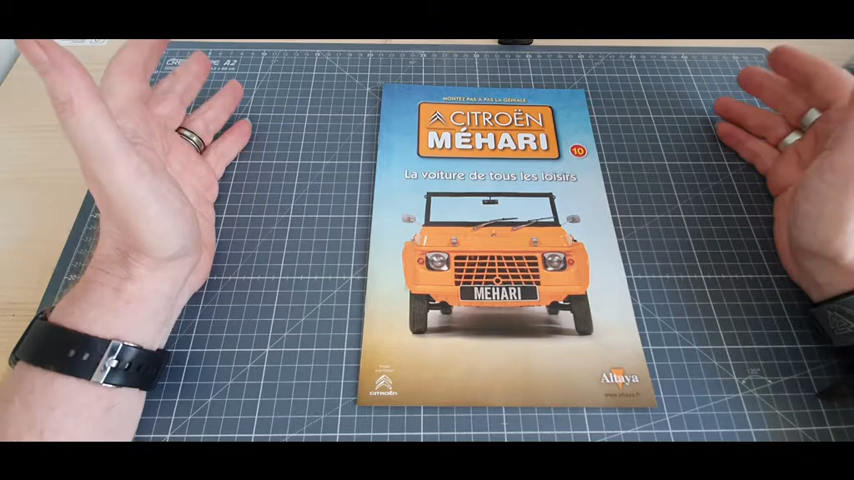 A2
MONTEZ PAS À PAS LA GÉNIALE
CITROËN
MÉHARI
10
La voiture de tous les loisirs
MEHARI
CITROËN
Altaya
www.altaya.fr